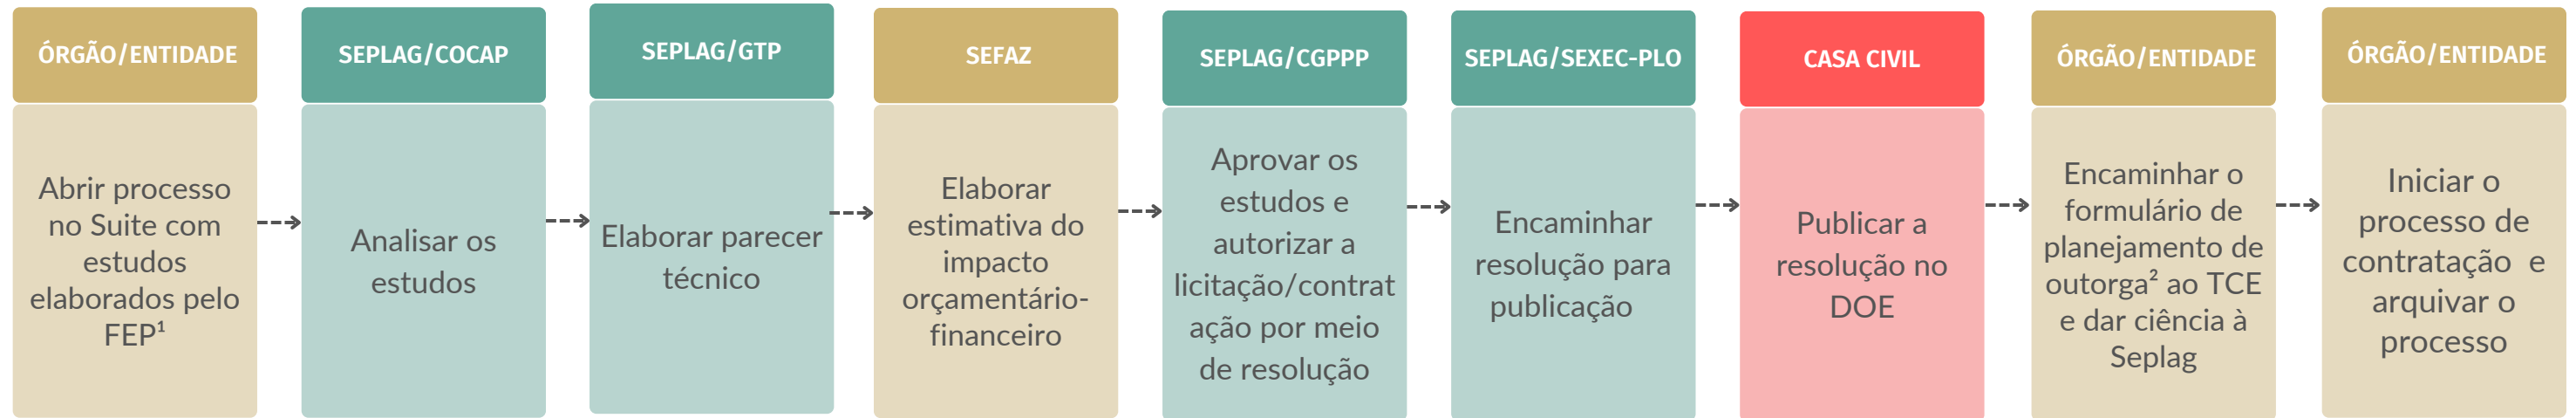 ÓRGÃO/ENTIDADE
Abrir processo
no Suite com
estudos
elaborados pelo
FEP¹
SEPLAG/COCAP
Analisar os
estudos
SEPLAG/GTP
Elaborar parecer
técnico
SEFAZ
Elaborar
estimativa do
impacto
orçamentário-
financeiro
SEPLAG/CGPPP
Aprovar os
estudos e
autorizar a
licitação/contrat
ação por meio
de resolução
SEPLAG/SEXEC-PLO
Encaminhar
resolução para
publicação
CASA CIVIL
Publicar a
resolução no
DOE
ÓRGÃO/ENTIDADE
Encaminhar o
formulário de
planejamento de
outorga² ao TCE
e dar ciência à
Seplag
ÓRGÃO/ENTIDADE
Iniciar o
processo de
contratação e
arquivar o
processo